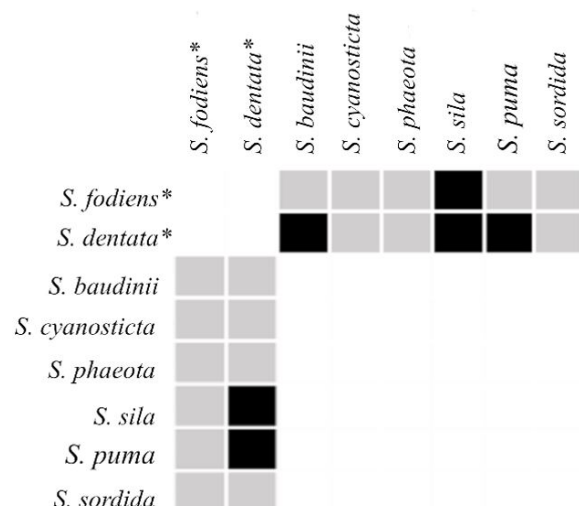 S. fodiens*
S. dentata*
S. baudinii
S. cyanosticta
S. phaeota
S. sila
S. puma
S. sordida
S. fodiens*
S. dentata*
S. baudinii
S. cyanosticta
S. phaeota
S. sila
S. puma
S. sordida